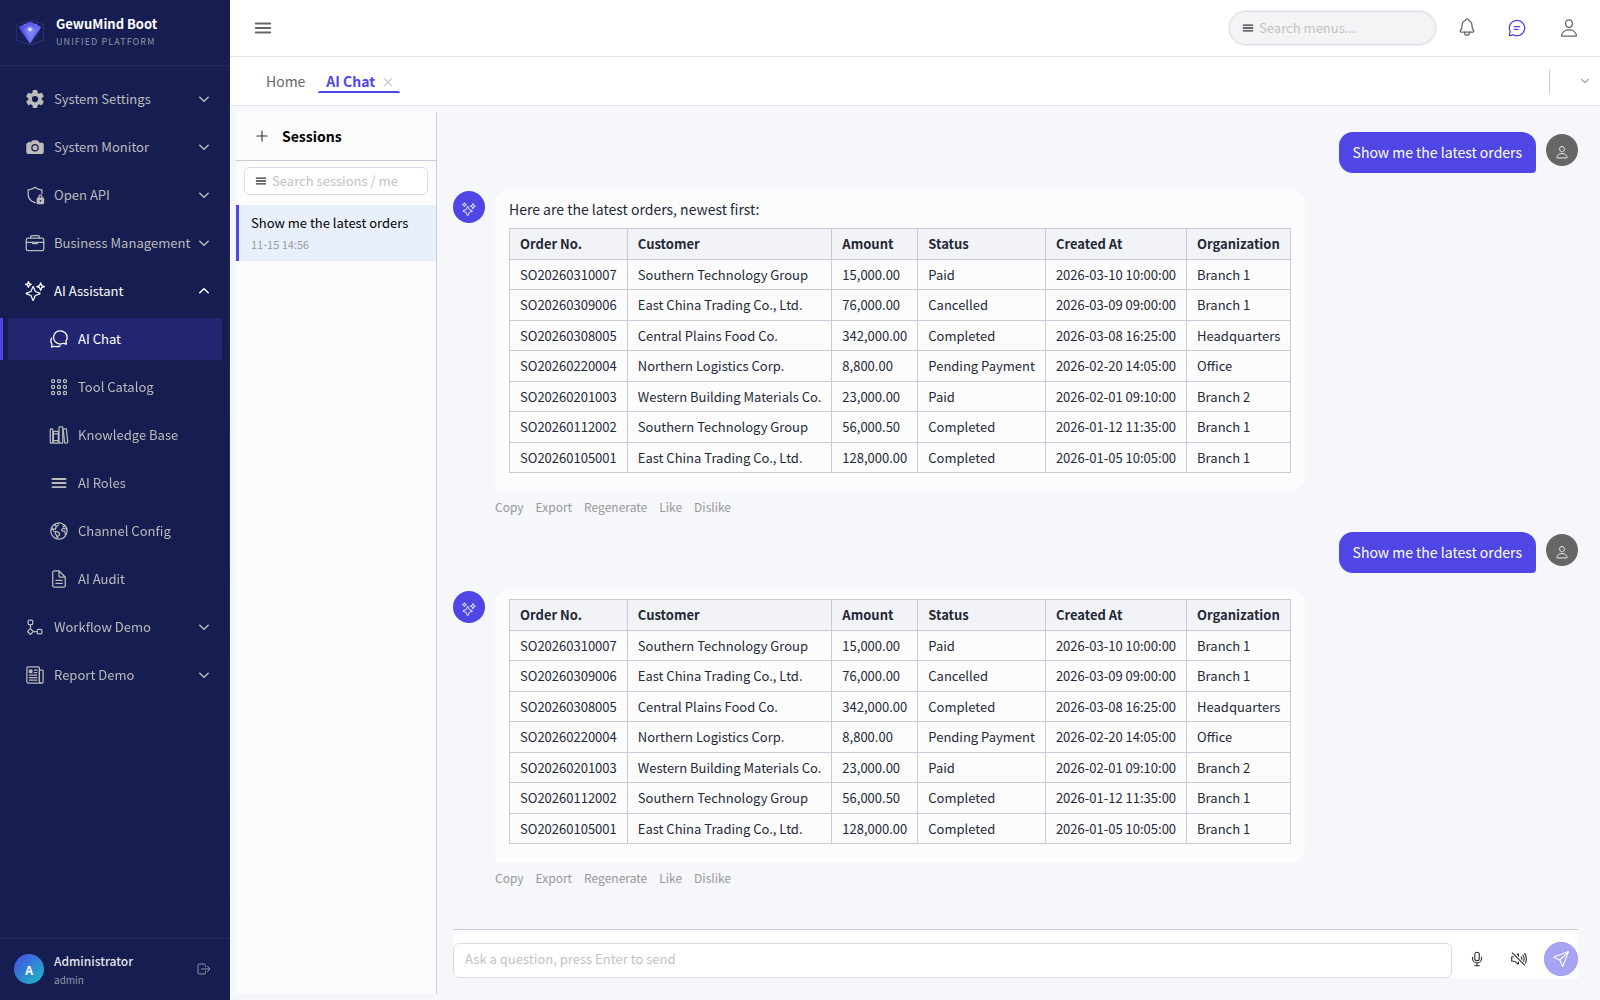 GewuMind Boot
UNIFIED PLATFORM
System Settings
System Monitor
Open API
Business Management
AI Assistant
AI Chat
Tool Catalog
Knowledge Base
AI Roles
Channel Config
AI Audit
Workflow Demo
Report Demo
A
Administrator
admin
Search menus...
Home
AI Chat
Sessions
Search sessions / me
Show me the latest orders
11-15 14:56
Show me the latest orders
Here are the latest orders, newest first:
Order No. Customer Amount Status Created At Organization
SO20260310007 Southern Technology Group 15,000.00 Paid 2026-03-10 10:00:00 Branch 1
SO20260309006 East China Trading Co., Ltd. 76,000.00 Cancelled 2026-03-09 09:00:00 Branch 1
SO20260308005 Central Plains Food Co. 342,000.00 Completed 2026-03-08 16:25:00 Headquarters
SO20260220004 Northern Logistics Corp. 8,800.00 Pending Payment 2026-02-20 14:05:00 Office
SO20260201003 Western Building Materials Co. 23,000.00 Paid 2026-02-01 09:10:00 Branch 2
SO20260112002 Southern Technology Group 56,000.50 Completed 2026-01-12 11:35:00 Branch 1
SO20260105001 East China Trading Co., Ltd. 128,000.00 Completed 2026-01-05 10:05:00 Branch 1
Copy Export Regenerate Like Dislike
Show me the latest orders
Order No. Customer Amount Status Created At Organization
SO20260310007 Southern Technology Group 15,000.00 Paid 2026-03-10 10:00:00 Branch 1
SO20260309006 East China Trading Co., Ltd. 76,000.00 Cancelled 2026-03-09 09:00:00 Branch 1
SO20260308005 Central Plains Food Co. 342,000.00 Completed 2026-03-08 16:25:00 Headquarters
SO20260220004 Northern Logistics Corp. 8,800.00 Pending Payment 2026-02-20 14:05:00 Office
SO20260201003 Western Building Materials Co. 23,000.00 Paid 2026-02-01 09:10:00 Branch 2
SO20260112002 Southern Technology Group 56,000.50 Completed 2026-01-12 11:35:00 Branch 1
SO20260105001 East China Trading Co., Ltd. 128,000.00 Completed 2026-01-05 10:05:00 Branch 1
Copy Export Regenerate Like Dislike
Ask a question, press Enter to send